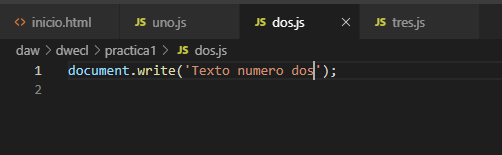 <> inicio.html JS uno.js JS dos.js × JS tres.js
daw > dwecl > practica1 > JS dos.js
1 document.write('Texto numero dos');
2